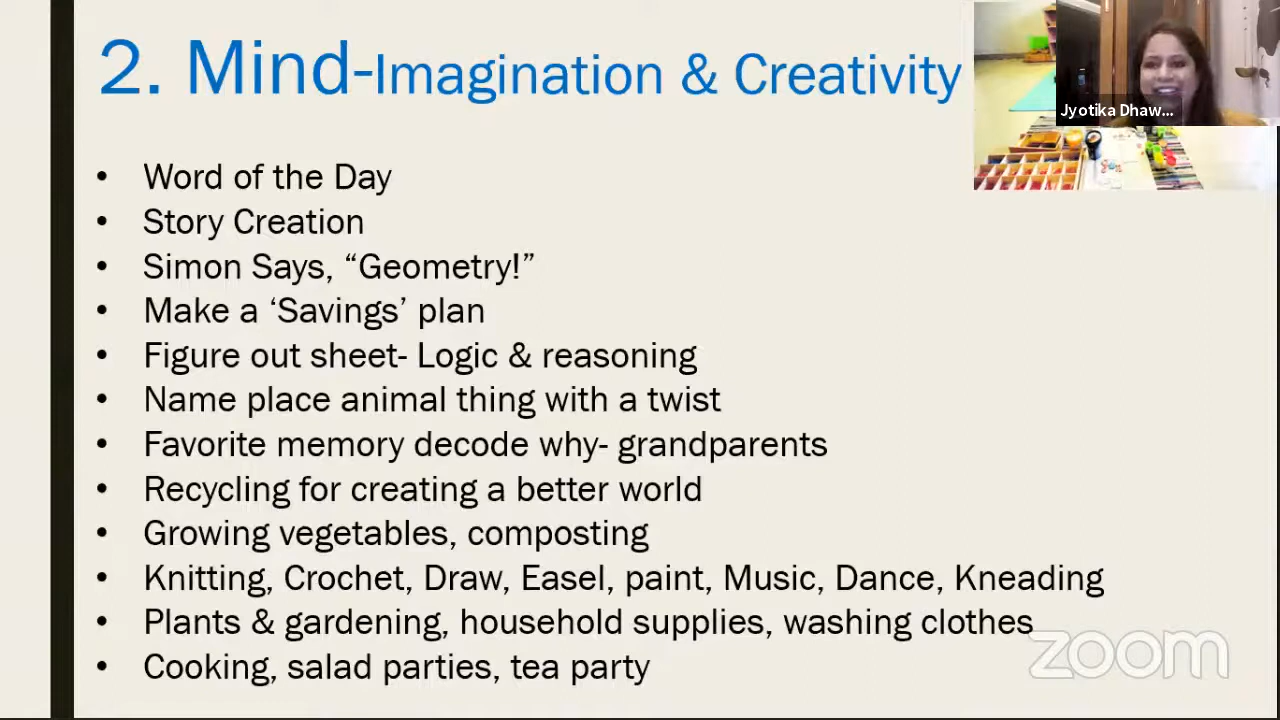 2. Mind-Imagination & Creativity
Jyotika Dhaw...
• Word of the Day
• Story Creation
• Simon Says, “Geometry!”
• Make a ‘Savings’ plan
• Figure out sheet- Logic & reasoning
• Name place animal thing with a twist
• Favorite memory decode why- grandparents
• Recycling for creating a better world
• Growing vegetables, composting
• Knitting, Crochet, Draw, Easel, paint, Music, Dance, Kneading
• Plants & gardening, household supplies, washing clothes
• Cooking, salad parties, tea party
zoom